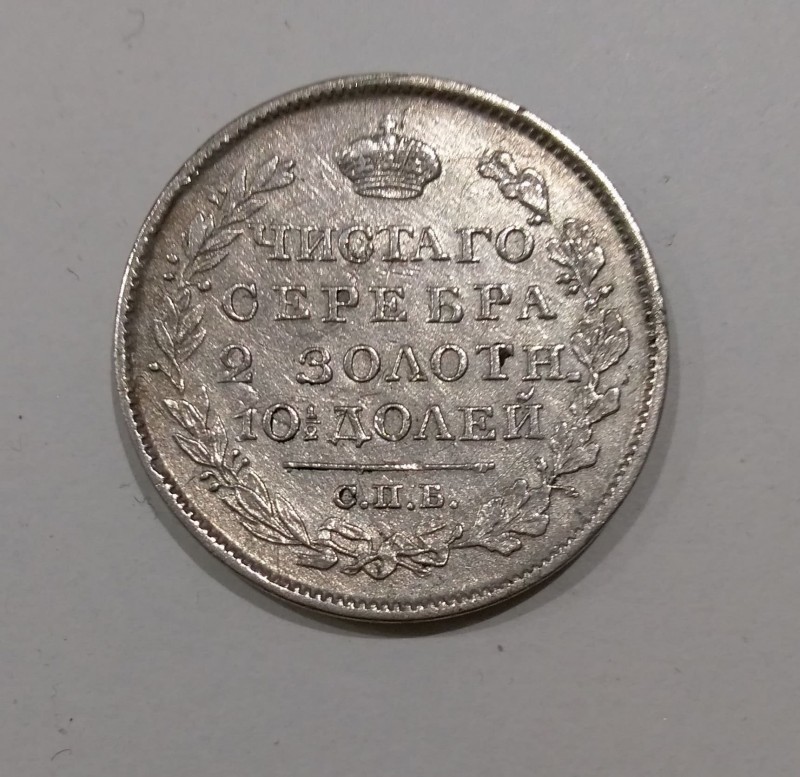 ЧИСТАГО
СЕРЕБРА
2 ЗОЛОТН.
10½ ДОЛЕЙ
С.П.Б.